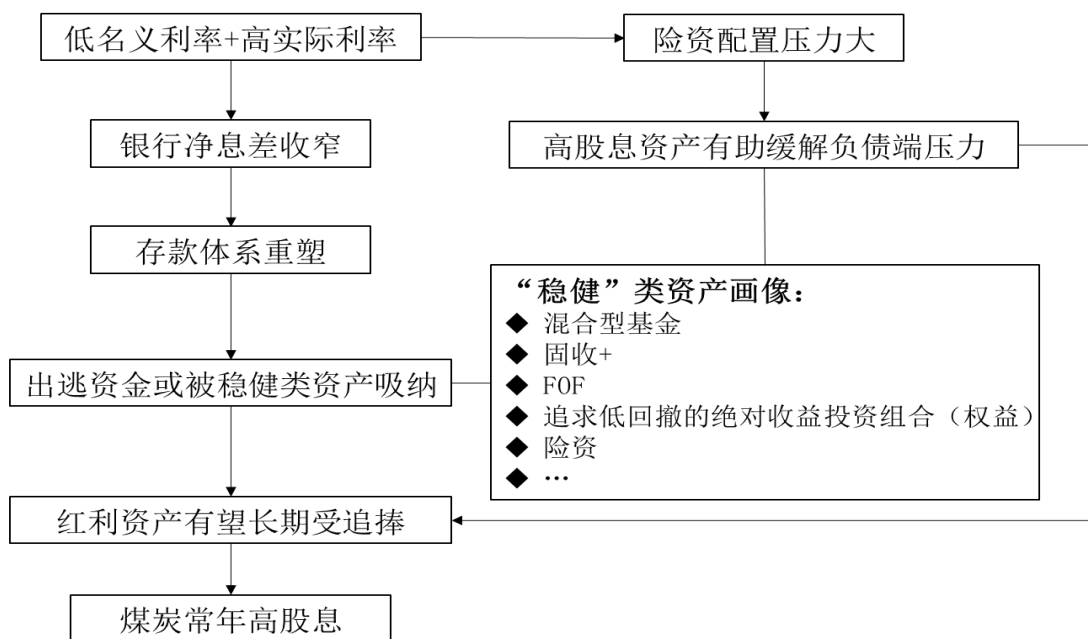 低名义利率+高实际利率
险资配置压力大
银行净息差收窄
高股息资产有助缓解负债端压力
存款体系重塑
“稳健”类资产画像：
◆ 混合型基金
◆ 固收+
◆ FOF
◆ 追求低回撤的绝对收益投资组合（权益）
◆ 险资
◆ …
出逃资金或被稳健类资产吸纳
红利资产有望长期受追捧
煤炭常年高股息